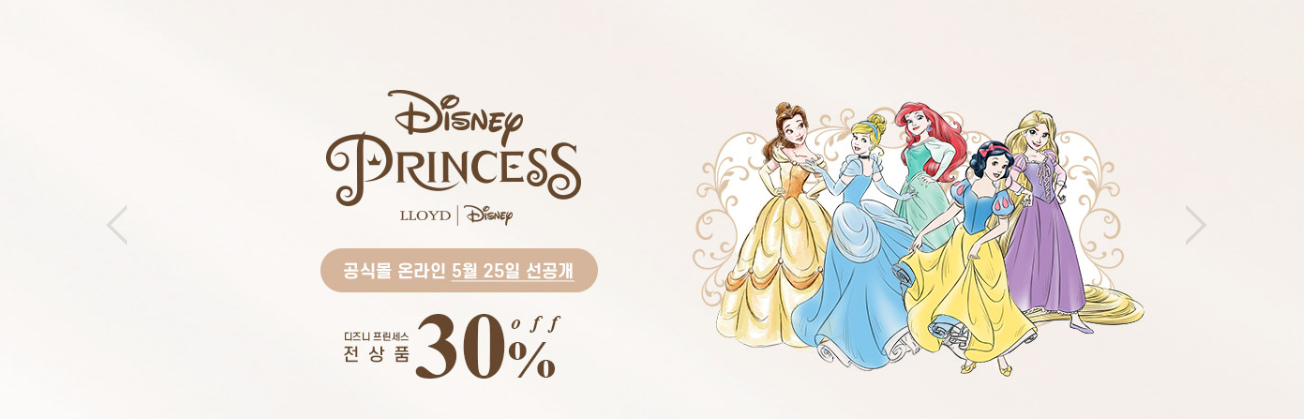 Disney
PRINCESS
LLOYD | Disney
공식몰 온라인 5월 25일 선공개
디즈니 프린세스
전 상 품
30%
off